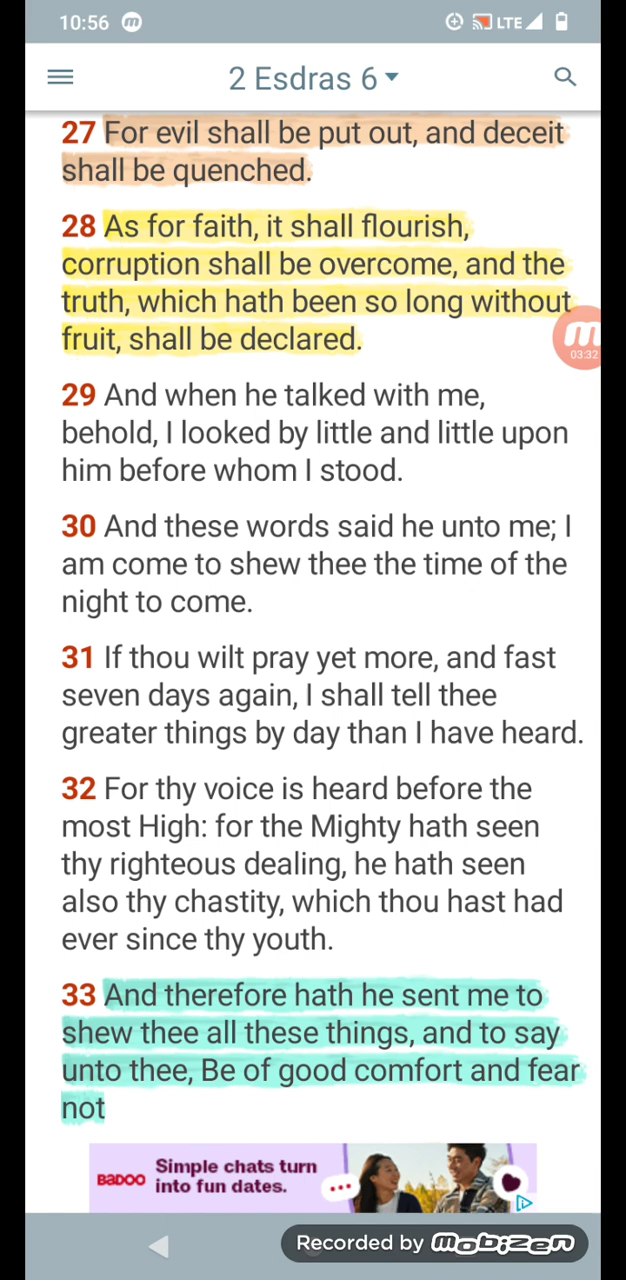 10:56 m LTE
2 Esdras 6
27 For evil shall be put out, and deceit
shall be quenched.
28 As for faith, it shall flourish,
corruption shall be overcome, and the
truth, which hath been so long without
fruit, shall be declared.
m
03:32
29 And when he talked with me,
behold, I looked by little and little upon
him before whom I stood.
30 And these words said he unto me; I
am come to shew thee the time of the
night to come.
31 If thou wilt pray yet more, and fast
seven days again, I shall tell thee
greater things by day than I have heard.
32 For thy voice is heard before the
most High: for the Mighty hath seen
thy righteous dealing, he hath seen
also thy chastity, which thou hast had
ever since thy youth.
33 And therefore hath he sent me to
shew thee all these things, and to say
unto thee, Be of good comfort and fear
not
Badoo
Simple chats turn
into fun dates.
Recorded by mobizen